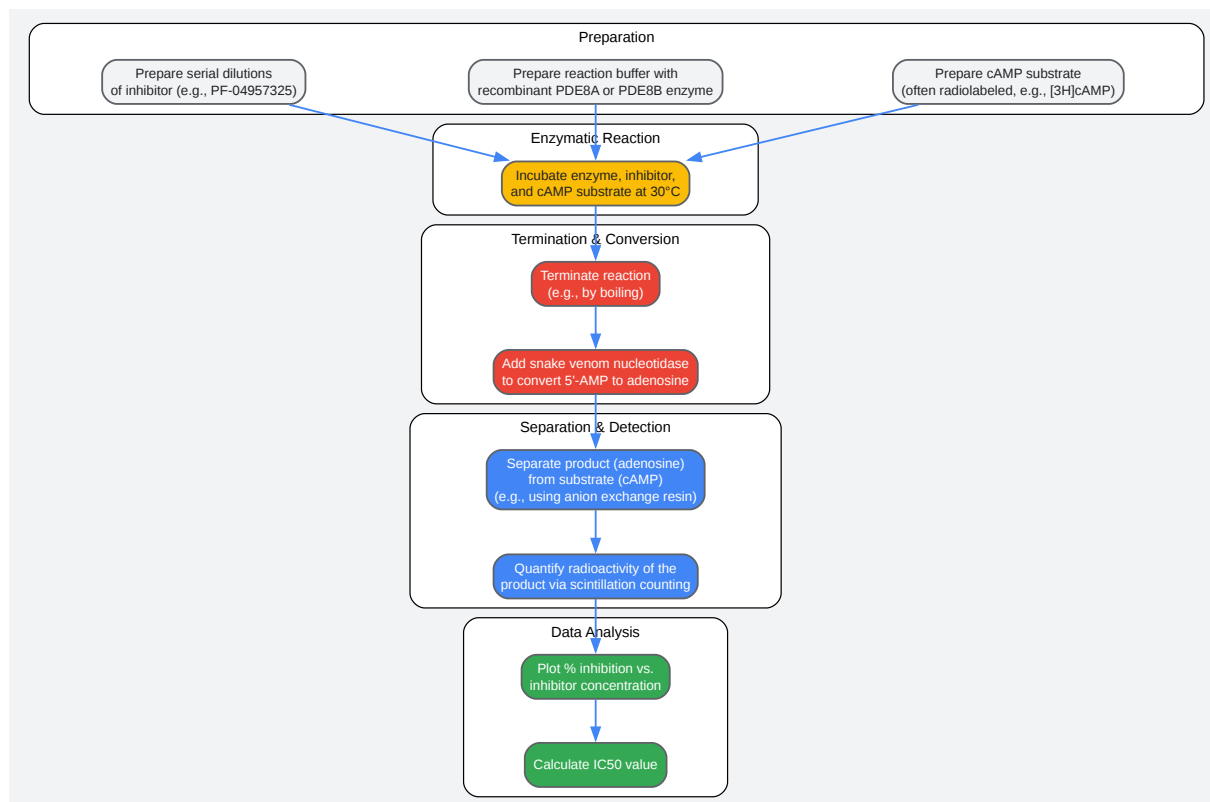 Preparation
Prepare serial dilutions
of inhibitor (e.g., PF-04957325)
Prepare reaction buffer with
recombinant PDE8A or PDE8B enzyme
Prepare cAMP substrate
(often radiolabeled, e.g., [3H]cAMP)
Enzymatic Reaction
Incubate enzyme, inhibitor,
and cAMP substrate at 30°C
Termination & Conversion
Terminate reaction
(e.g., by boiling)
Add snake venom nucleotidase
to convert 5'-AMP to adenosine
Separation & Detection
Separate product (adenosine)
from substrate (cAMP)
(e.g., using anion exchange resin)
Quantify radioactivity of the
product via scintillation counting
Data Analysis
Plot % inhibition vs.
inhibitor concentration
Calculate IC50 value